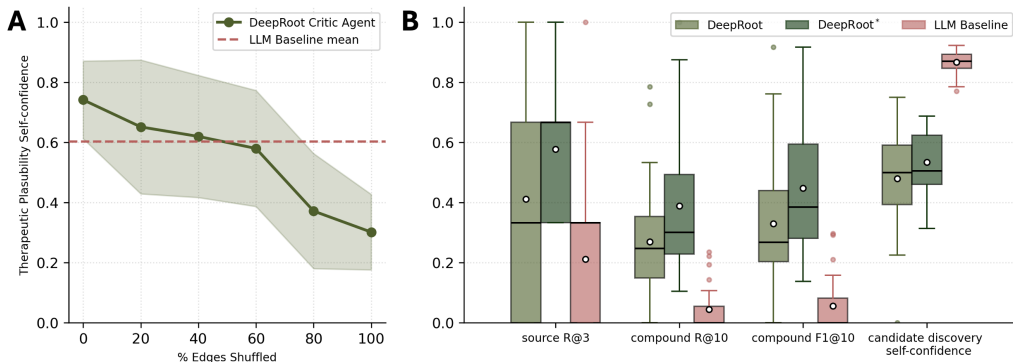 A
1.0
0.8
0.6
0.4
0.2
0.0
Therapeutic Plasubility Self-confidence
DeepRoot Critic Agent
LLM Baseline mean
0
20
40
60
80
100
% Edges Shuffled
B
1.0
0.8
0.6
0.4
0.2
0.0
DeepRoot
DeepRoot*
LLM Baseline
source R@3
compound R@10
compound F1@10
candidate discovery
self-confidence